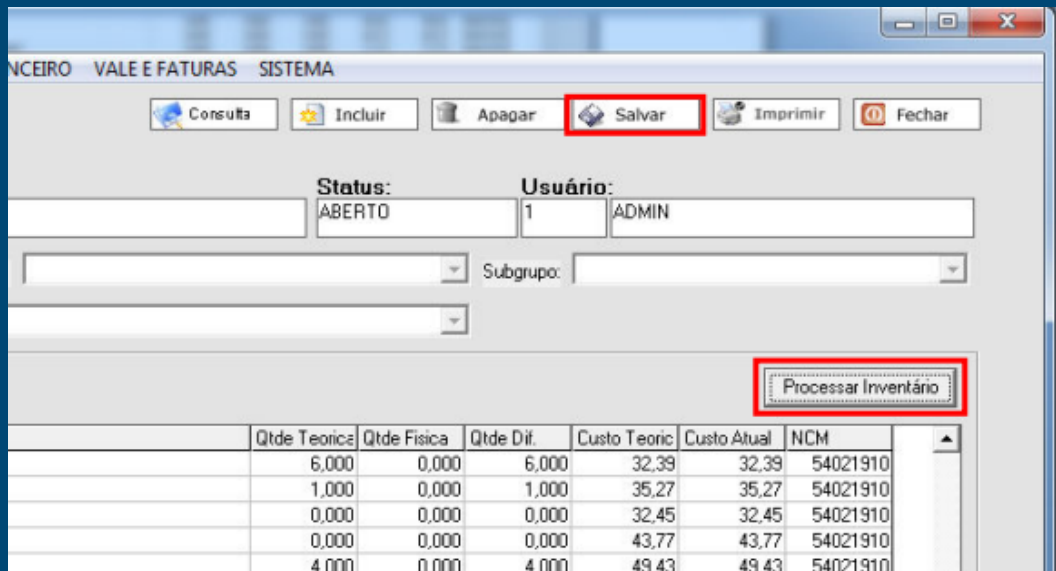 NCEIRO VALE E FATURAS SISTEMA
Consulta Incluir Apagar Salvar Imprimir Fechar
Status: Usuário:
ABERTO 1 ADMIN
Subgrupo:
Processar Inventário
Qtde Teorica Qtde Fisica Qtde Dif. Custo Teoric Custo Atual NCM
6,000 0,000 6,000 32,39 32,39 54021910
1,000 0,000 1,000 35,27 35,27 54021910
0,000 0,000 0,000 32,45 32,45 54021910
0,000 0,000 0,000 43,77 43,77 54021910
4,000 0,000 4,000 49,43 49,43 54021910